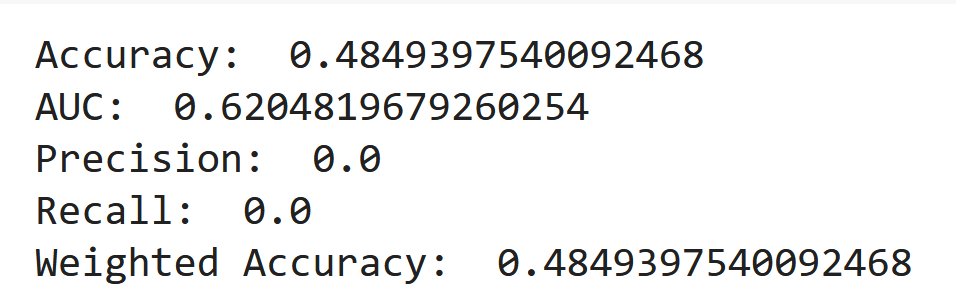 Accuracy:  0.4849397540092468
AUC:  0.6204819679260254
Precision:  0.0
Recall:  0.0
Weighted Accuracy:  0.4849397540092468